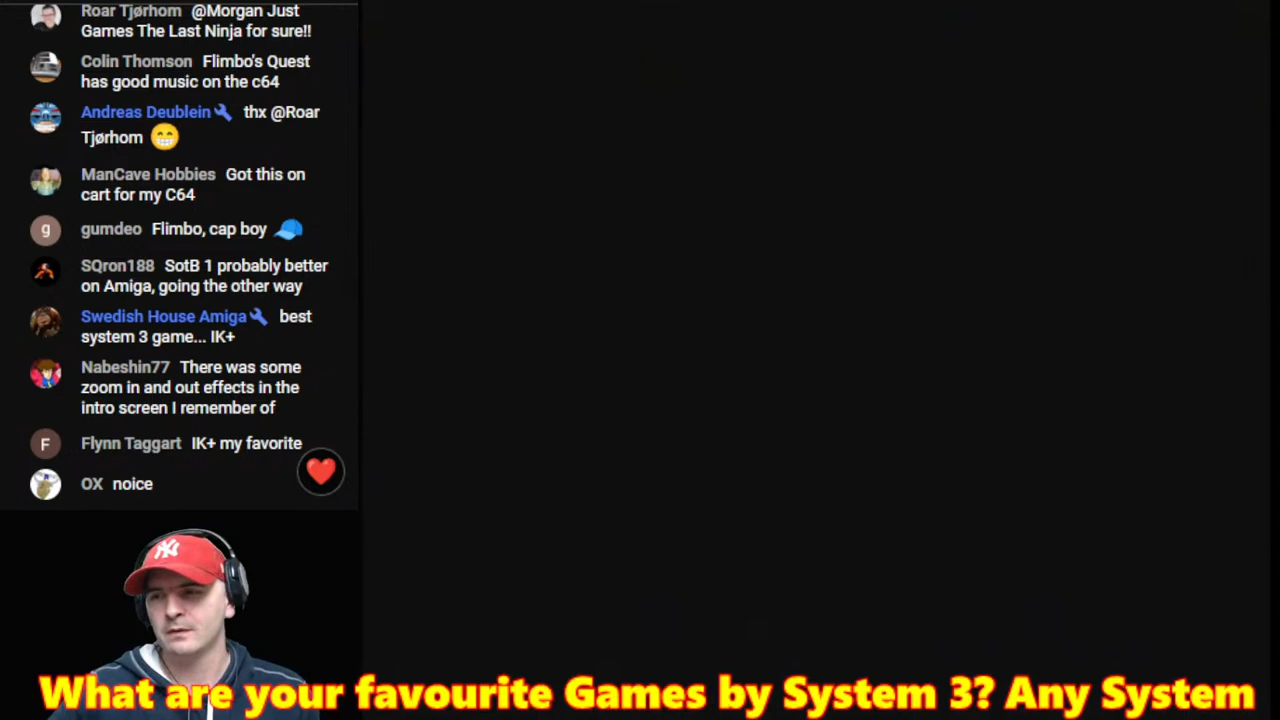 Roar Tjørhom @Morgan Just
Games The Last Ninja for sure!!
Colin Thomson Flimbo's Quest
has good music on the c64
Andreas Deublein thx @Roar
Tjørhom
ManCave Hobbies Got this on
cart for my C64
g gumdeo Flimbo, cap boy
SQron188 SotB 1 probably better
on Amiga, going the other way
Swedish House Amiga best
system 3 game... IK+
Nabeshin77 There was some
zoom in and out effects in the
intro screen I remember of
F Flynn Taggart IK+ my favorite
OX noice
NY
What are your favourite Games by System 3? Any System